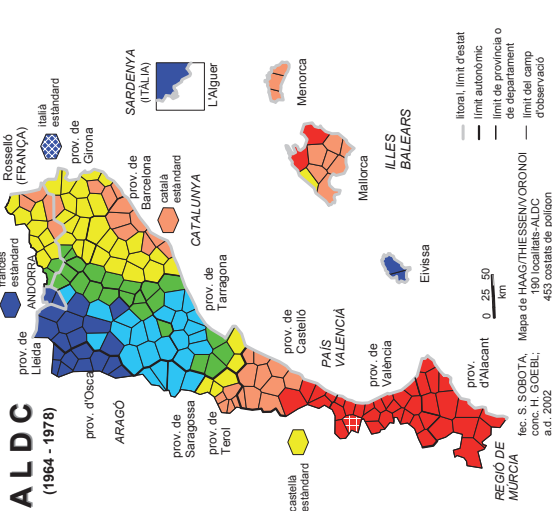 A L D C
(1964 - 1978)
francès
estàndard
ANDORRA
Rosselló
(FRANÇA)
italià
estàndard
prov. de
Girona
SARDENYA
(ITÀLIA)
L'Alguer
prov. de
Lleida
prov. d'Osca
ARAGÓ
prov. de
Barcelona
català
estàndard
CATALUNYA
Menorca
prov. de
Saragossa
prov. de
Terol
prov. de
Tarragona
Mallorca
ILLES
BALEARS
prov. de
Castelló
PAÍS
VALENCIÀ
Eivissa
castellà
estàndard
prov. de
València
prov.
d'Alacant
REGIÓ DE
MÚRCIA
0 25 50
km
litoral, límit d'estat
límit autonòmic
límit de província o
de departament
límit del camp
d'observació
fec. S. SOBOTA,
conc. H. GOEBL;
a.d. 2002
Mapa de HAAG/THIESSEN/VORONOI
190 localitats-ALDC
453 costats de polígon